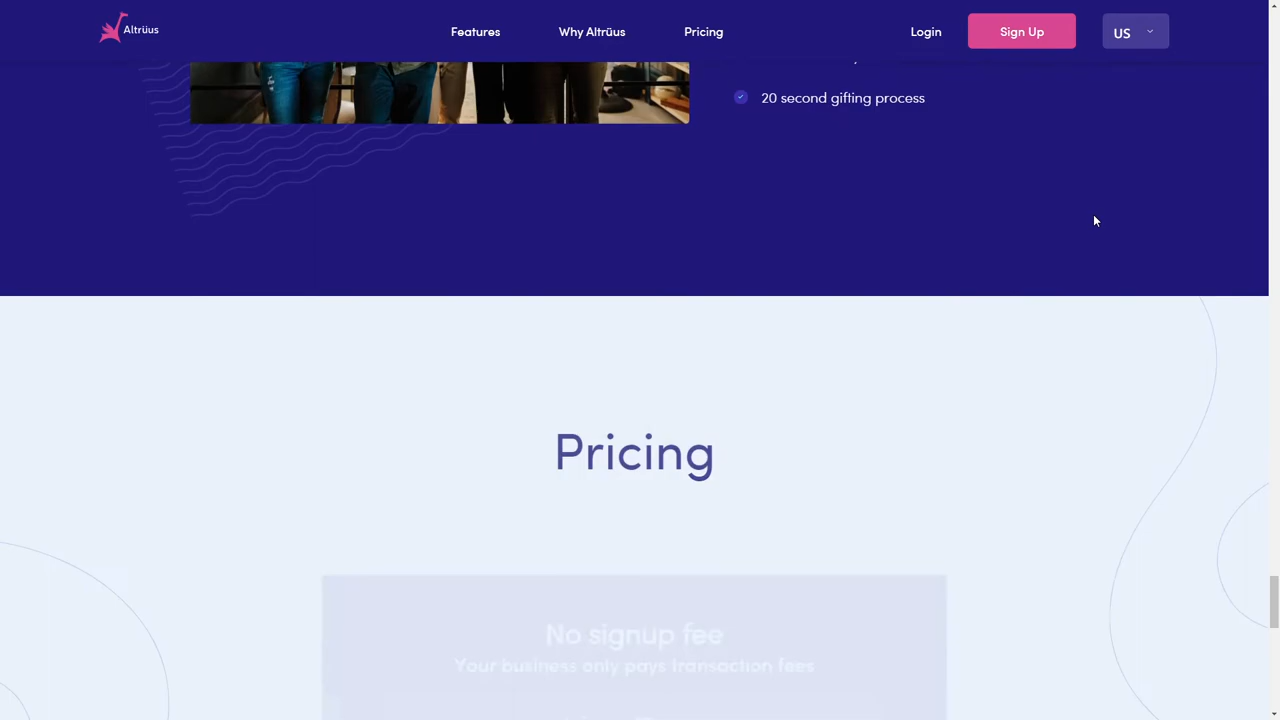 Altrüus
Features
Why Altrüus
Pricing
Login
Sign Up
US
20 second gifting process
Pricing
No signup fee
Your business only pays transaction fees